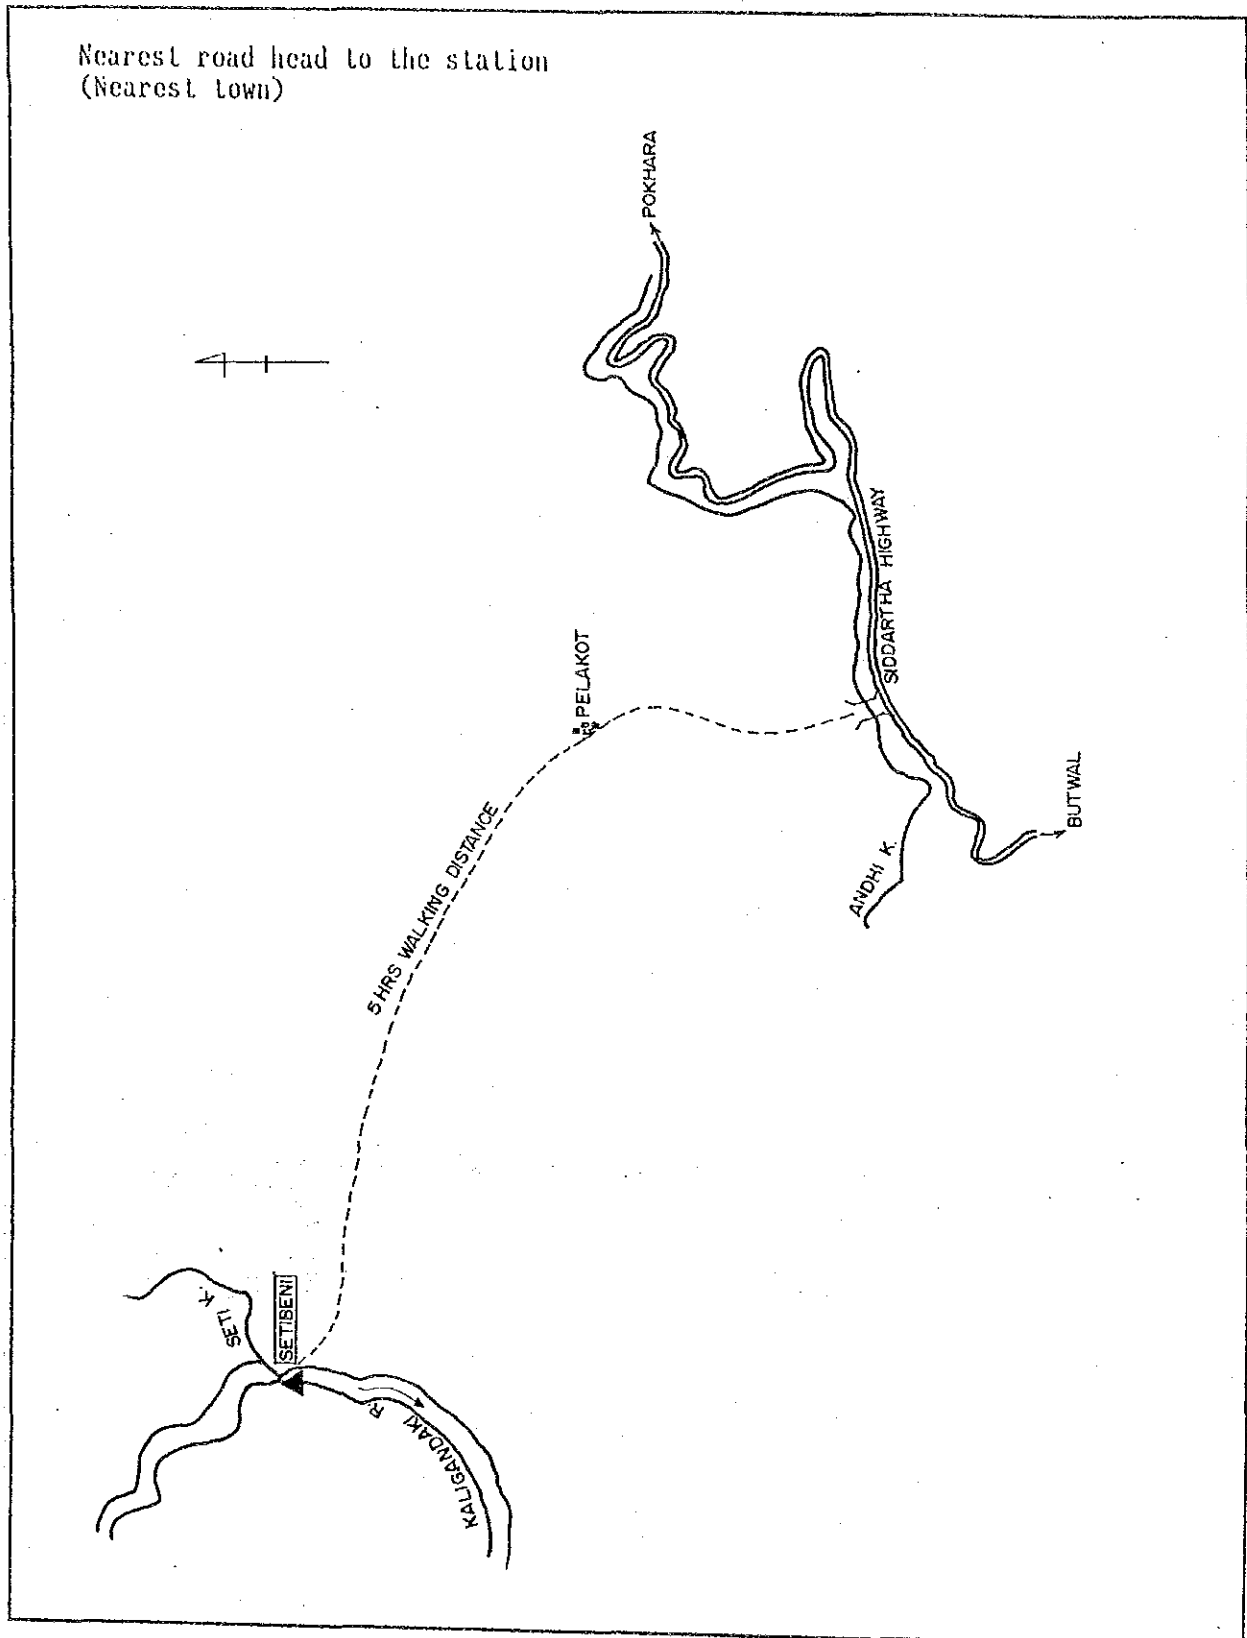 Nearest road head to the station
(Nearest town)
POKHARA
SIDDARTHA HIGHWAY
PELAKOT
BUTWAL
ANDHI K.
5 HRS WALKING DISTANCE
SETI K.
SETIBENI
KALIGANDAKI R.